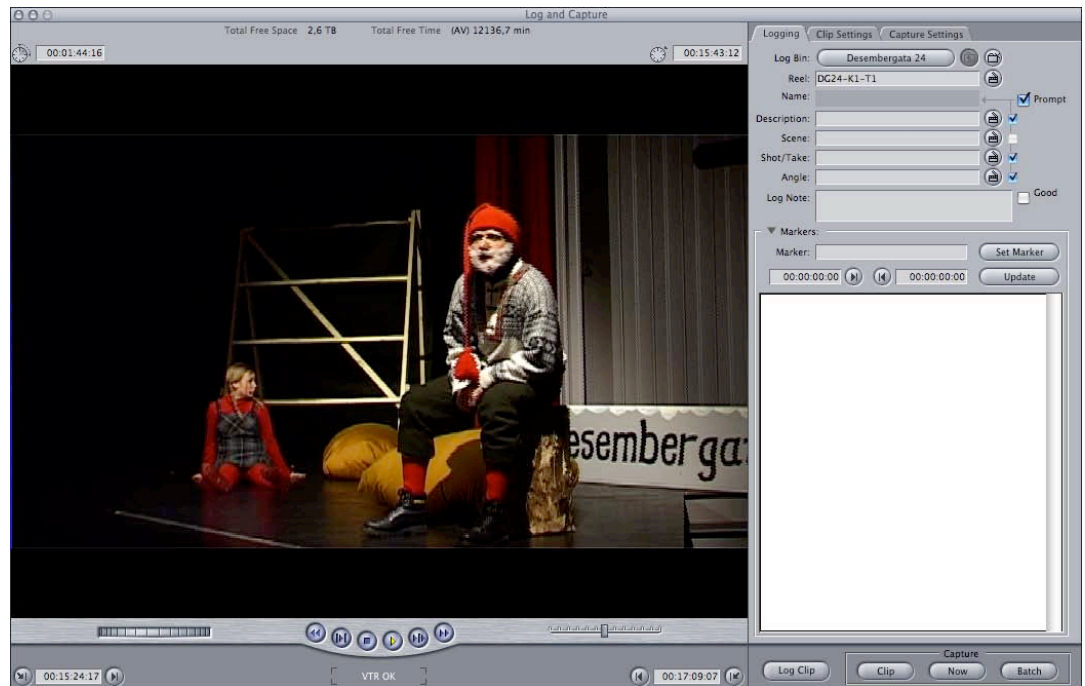 Log and Capture
Total Free Space 2,6 TB Total Free Time (AV) 12136,7 min
00:01:44:16
00:15:43:12
esemberga
00:15:24:17
VTR OK
00:17:09:07
Logging Clip Settings Capture Settings
Log Bin: Desembergata 24
Reel: DG24-K1-T1
Name: Prompt
Description:
Scene:
Shot/Take:
Angle:
Log Note: Good
Markers:
Marker: Set Marker
00:00:00:00 00:00:00:00 Update
Capture
Log Clip Clip Now Batch